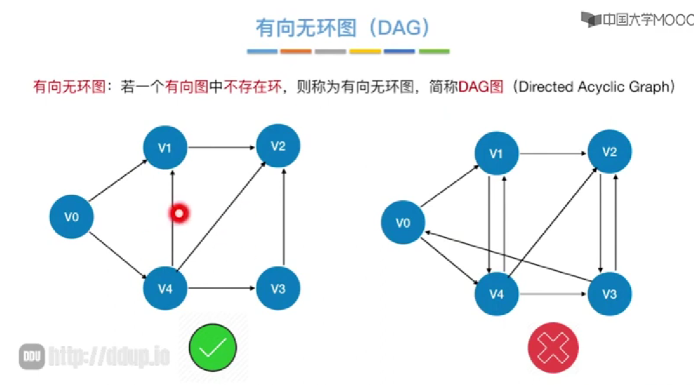 中国大学MOOC
有向无环图（DAG）
有向无环图：若一个有向图中不存在环，则称为有向无环图，简称DAG图（Directed Acyclic Graph）
V1
V2
V0
V4
V3
V1
V2
V0
V4
V3
DDU http://ddup.io